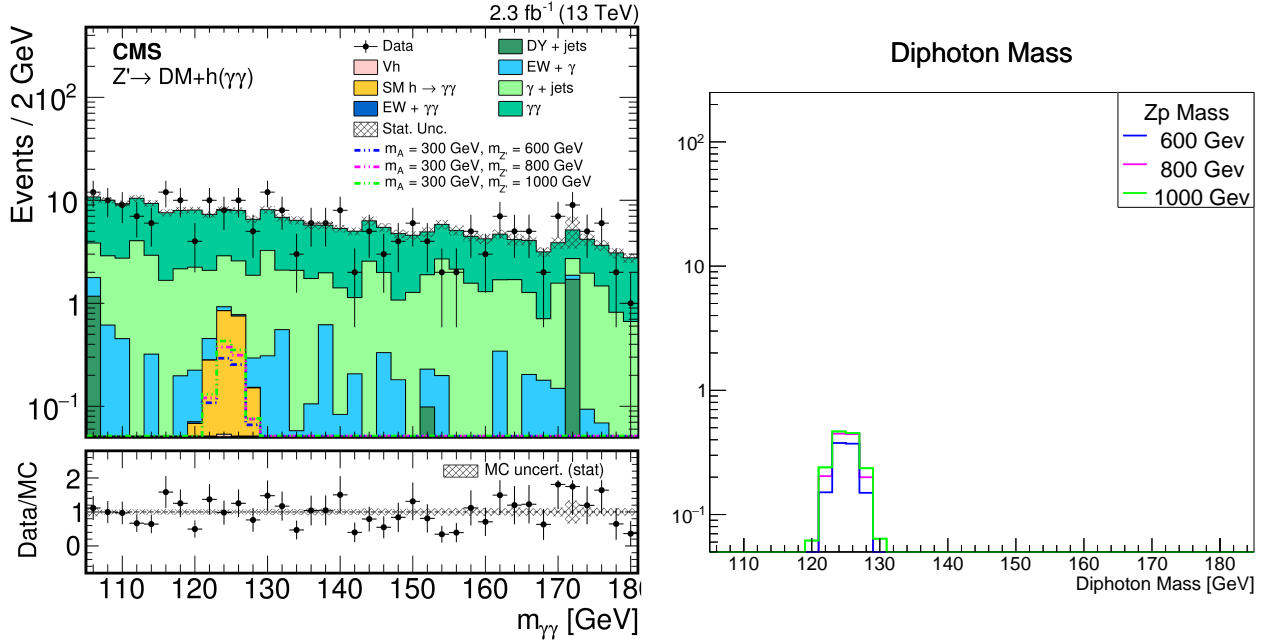 2.3 fb⁻¹ (13 TeV)
CMS
Z'→ DM+h(γγ)
Data
Vh
SM h → γγ
EW + γγ
Stat. Unc.
DY + jets
EW + γ
γ + jets
γγ
m_A = 300 GeV, m_Z' = 600 GeV
m_A = 300 GeV, m_Z' = 800 GeV
m_A = 300 GeV, m_Z' = 1000 GeV
Events / 2 GeV
10²
10
1
10⁻¹
MC uncert. (stat)
Data/MC
2
1
0
110 120 130 140 150 160 170 18
m_γγ [GeV]
Diphoton Mass
Zp Mass
600 Gev
800 Gev
1000 Gev
10²
10
1
10⁻¹
110 120 130 140 150 160 170 180
Diphoton Mass [GeV]